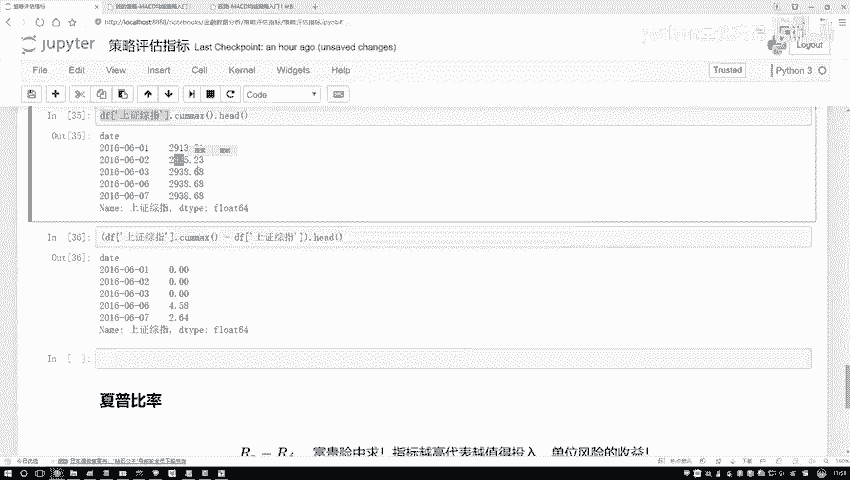 策略评估指标
http://localhost:8888/notebooks/金融数据分析/策略评估指标/策略评估指标.ipynb
jupyter 策略评估指标 Last Checkpoint: an hour ago (unsaved changes)
Logout
File Edit View Insert Cell Kernel Widgets Help
Trusted
Python 3
Code
In [35]: df['上证综指'].cummax().head()
Out[35]: date
2016-06-01 2913
2016-06-02
2016-06-03 2938.68
2016-06-06 2938.68
2016-06-07 2938.68
Name: 上证综指, dtype: float64
In [36]: (df['上证综指'].cummax() - df['上证综指']).head()
Out[36]: date
2016-06-01 0.00
2016-06-02 0.00
2016-06-03 0.00
2016-06-06 4.58
2016-06-07 2.64
Name: 上证综指, dtype: float64
In [ ]:
夏普比率
富贵险中求！指标越高代表越值得投入，单位风险的收益！